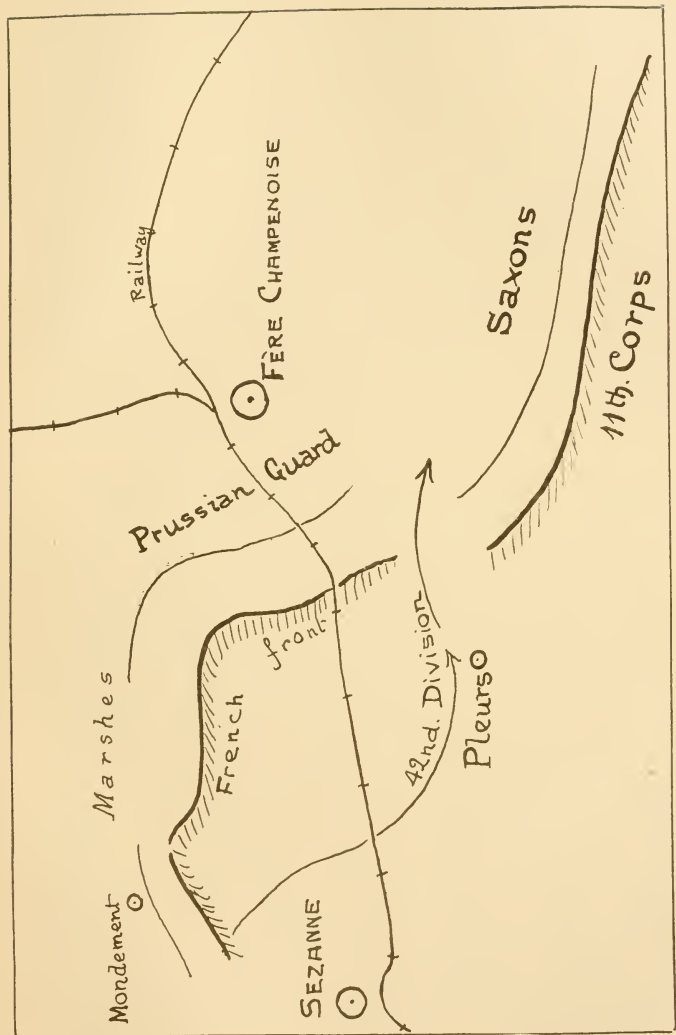 Mondement
Marshes
Prussian Guard
Railway
FÈRE CHAMPENOISE
French
front
SEZANNE
42nd. Division
Pleurs
Saxons
11th. Corps